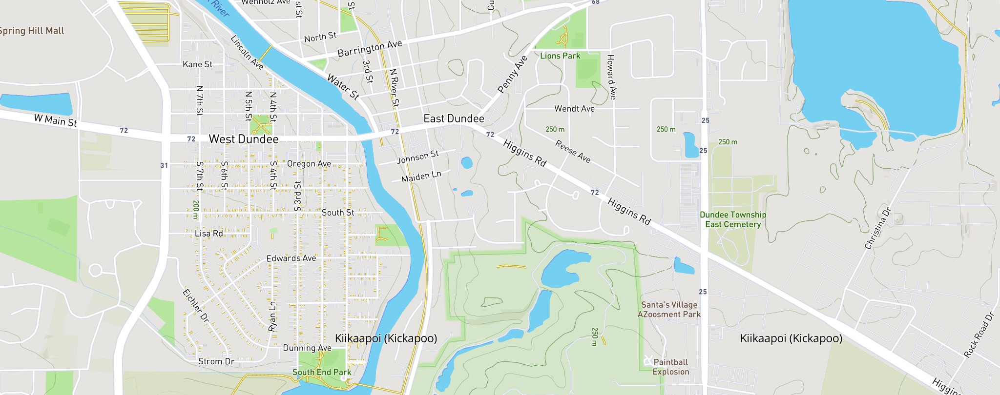 Wenholz Ave
River
68
Spring Hill Mall
North St
Lincoln Ave
Barrington Ave
Lions Park
Kane St
3rd St
N River St
Penny Ave
Howard Ave
Water St
N 7th St
N 5th St
N 4th St
Wendt Ave
East Dundee
W Main St
72
72
West Dundee
72
72
25
250 m
250 m
250 m
Higgins Rd
Reese Ave
25
Johnson St
Oregon Ave
31
S 7th St
S 6th St
S 4th St
Maiden Ln
S 3rd St
72
Higgins Rd
200 m
South St
Dundee Township
East Cemetery
Christina Dr
Lisa Rd
Edwards Ave
25
Eichler Dr
Ryan Ln
Santa's Village
AZoosment Park
250 m
Kiikaapoi (Kickapoo)
Kiikaapoi (Kickapoo)
Rock Road Dr
Dunning Ave
Strom Dr
South End Park
Paintball
Explosion
Higgins